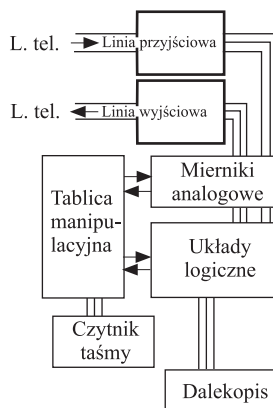 L. tel.
Linia przyjściowa
L. tel.
Linia wyjściowa
Mierniki
analogowe
Tablica
manipu-
lacyjna
Układy
logiczne
Czytnik
taśmy
Dalekopis